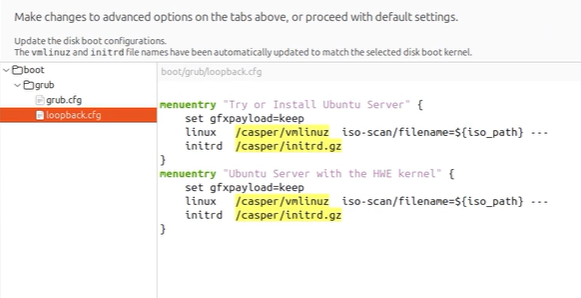 Make changes to advanced options on the tabs above, or proceed with default settings.
Update the disk boot configurations.
The vmlinuz and initrd file names have been automatically updated to match the selected disk boot kernel.
boot
grub
grub.cfg
loopback.cfg
boot/grub/loopback.cfg
menuentry "Try or Install Ubuntu Server" {
    set gfxpayload=keep
    linux   /casper/vmlinuz  iso-scan/filename=${iso_path} ---
    initrd  /casper/initrd.gz
}
menuentry "Ubuntu Server with the HWE kernel" {
    set gfxpayload=keep
    linux   /casper/vmlinuz  iso-scan/filename=${iso_path} ---
    initrd  /casper/initrd.gz
}